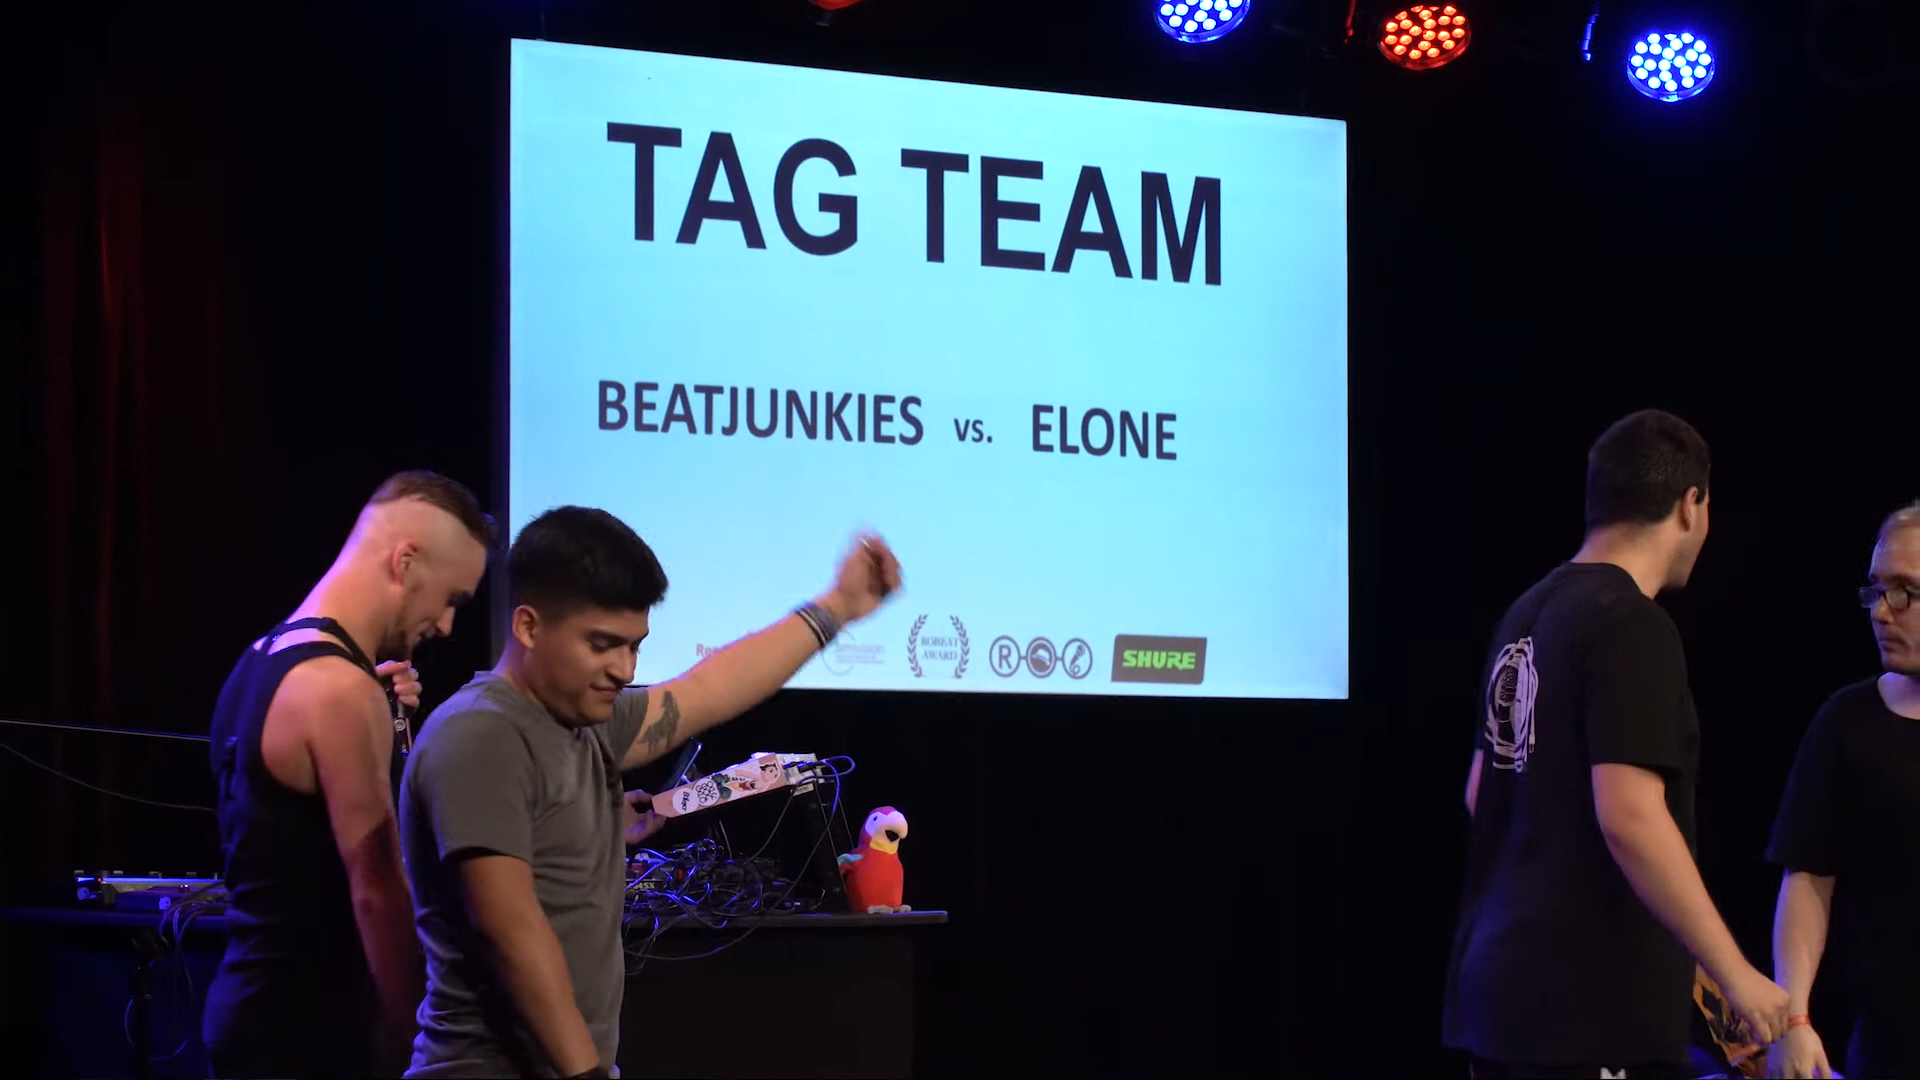 TAG TEAM
BEATJUNKIES vs. ELONE
ROBEAT
AWARD
R
SHURE